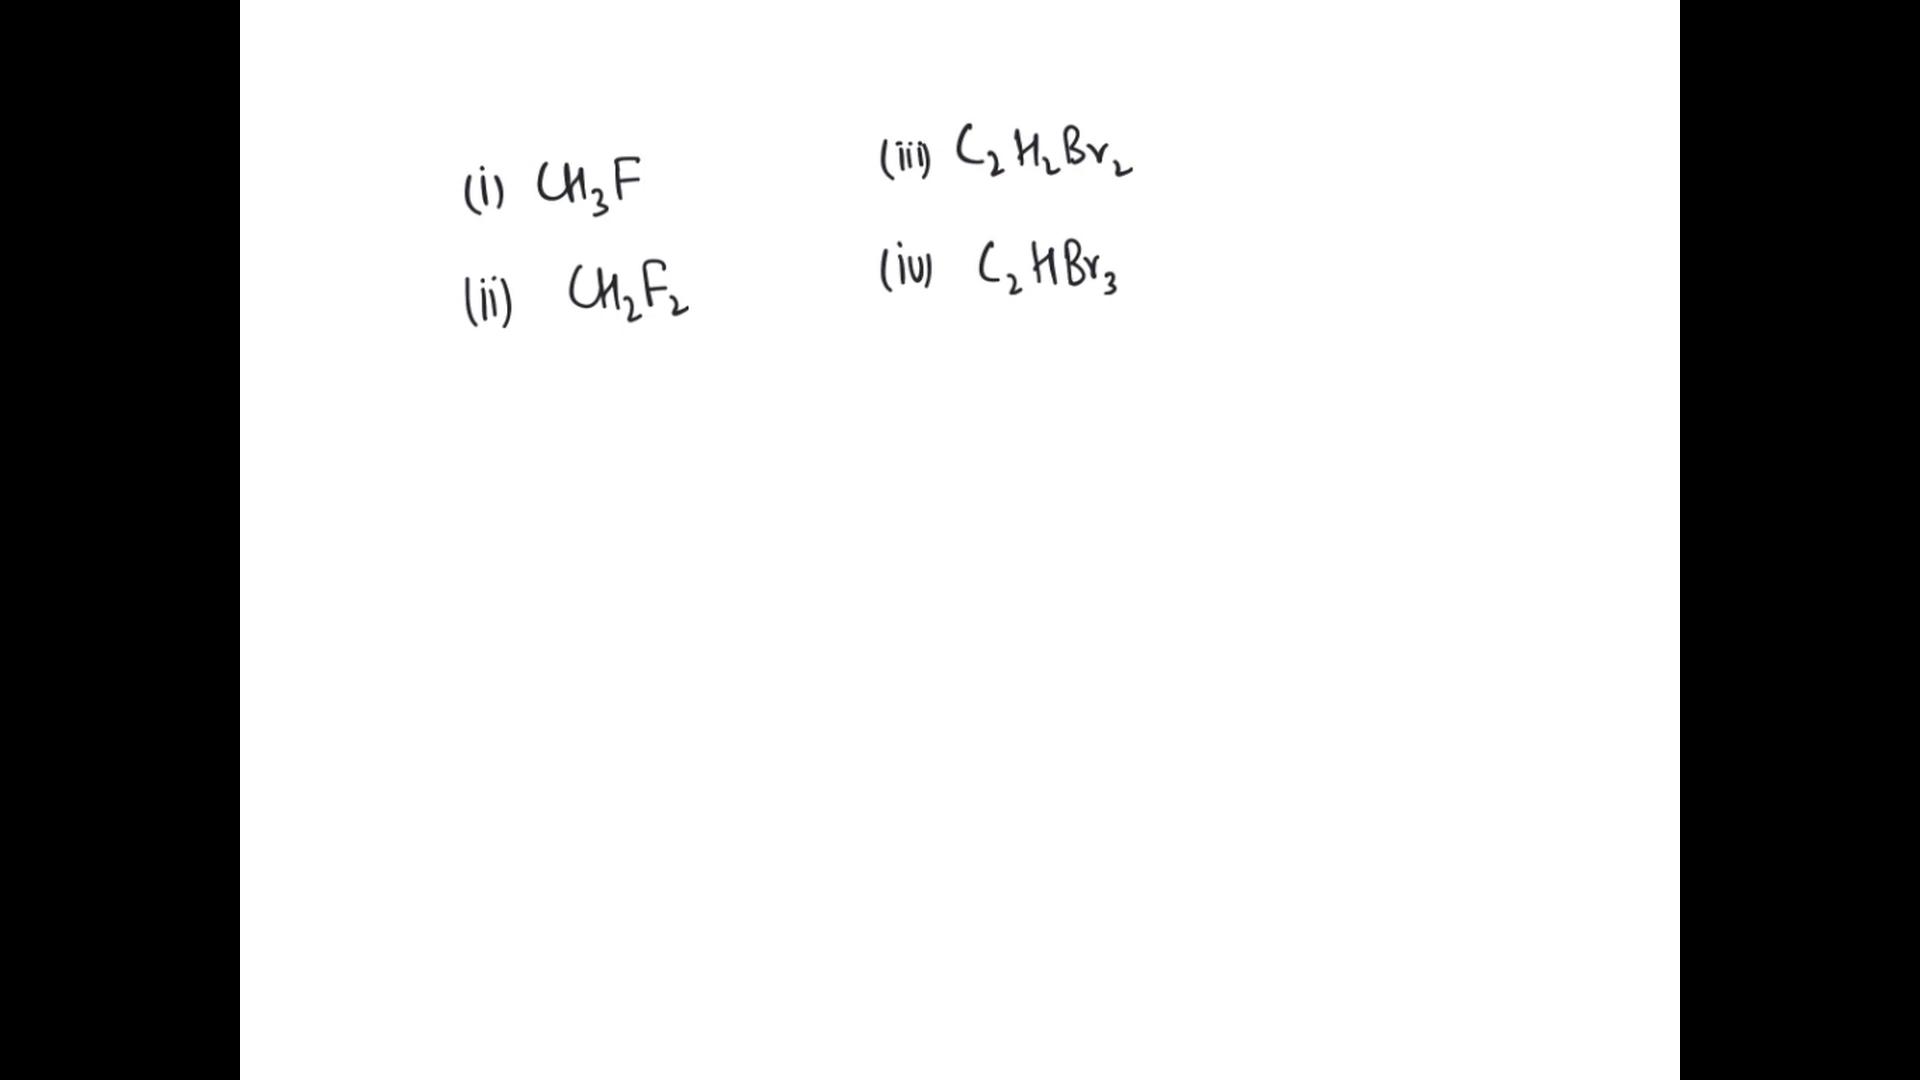 (i) CH₃F
(ii) CH₂F₂
(iii) C₂H₂Br₂
(iv) C₂HBr₃